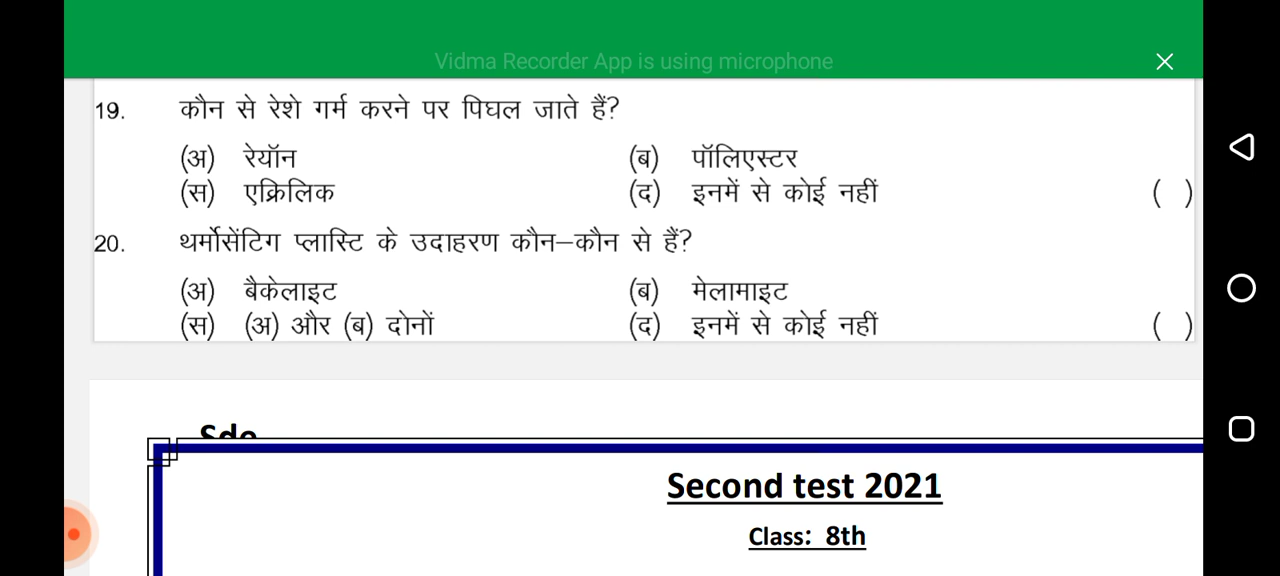 Vidma Recorder App is using microphone
19. कौन से रेशे गर्म करने पर पिघल जाते हैं?
(अ) रेयॉन (ब) पॉलिएस्टर
(स) एक्रिलिक (द) इनमें से कोई नहीं ( )
20. थर्मोसेंटिग प्लास्टि के उदाहरण कौन–कौन से हैं?
(अ) बैकेलाइट (ब) मेलामाइट
(स) (अ) और (ब) दोनों (द) इनमें से कोई नहीं ( )
Second test 2021
Class: 8th